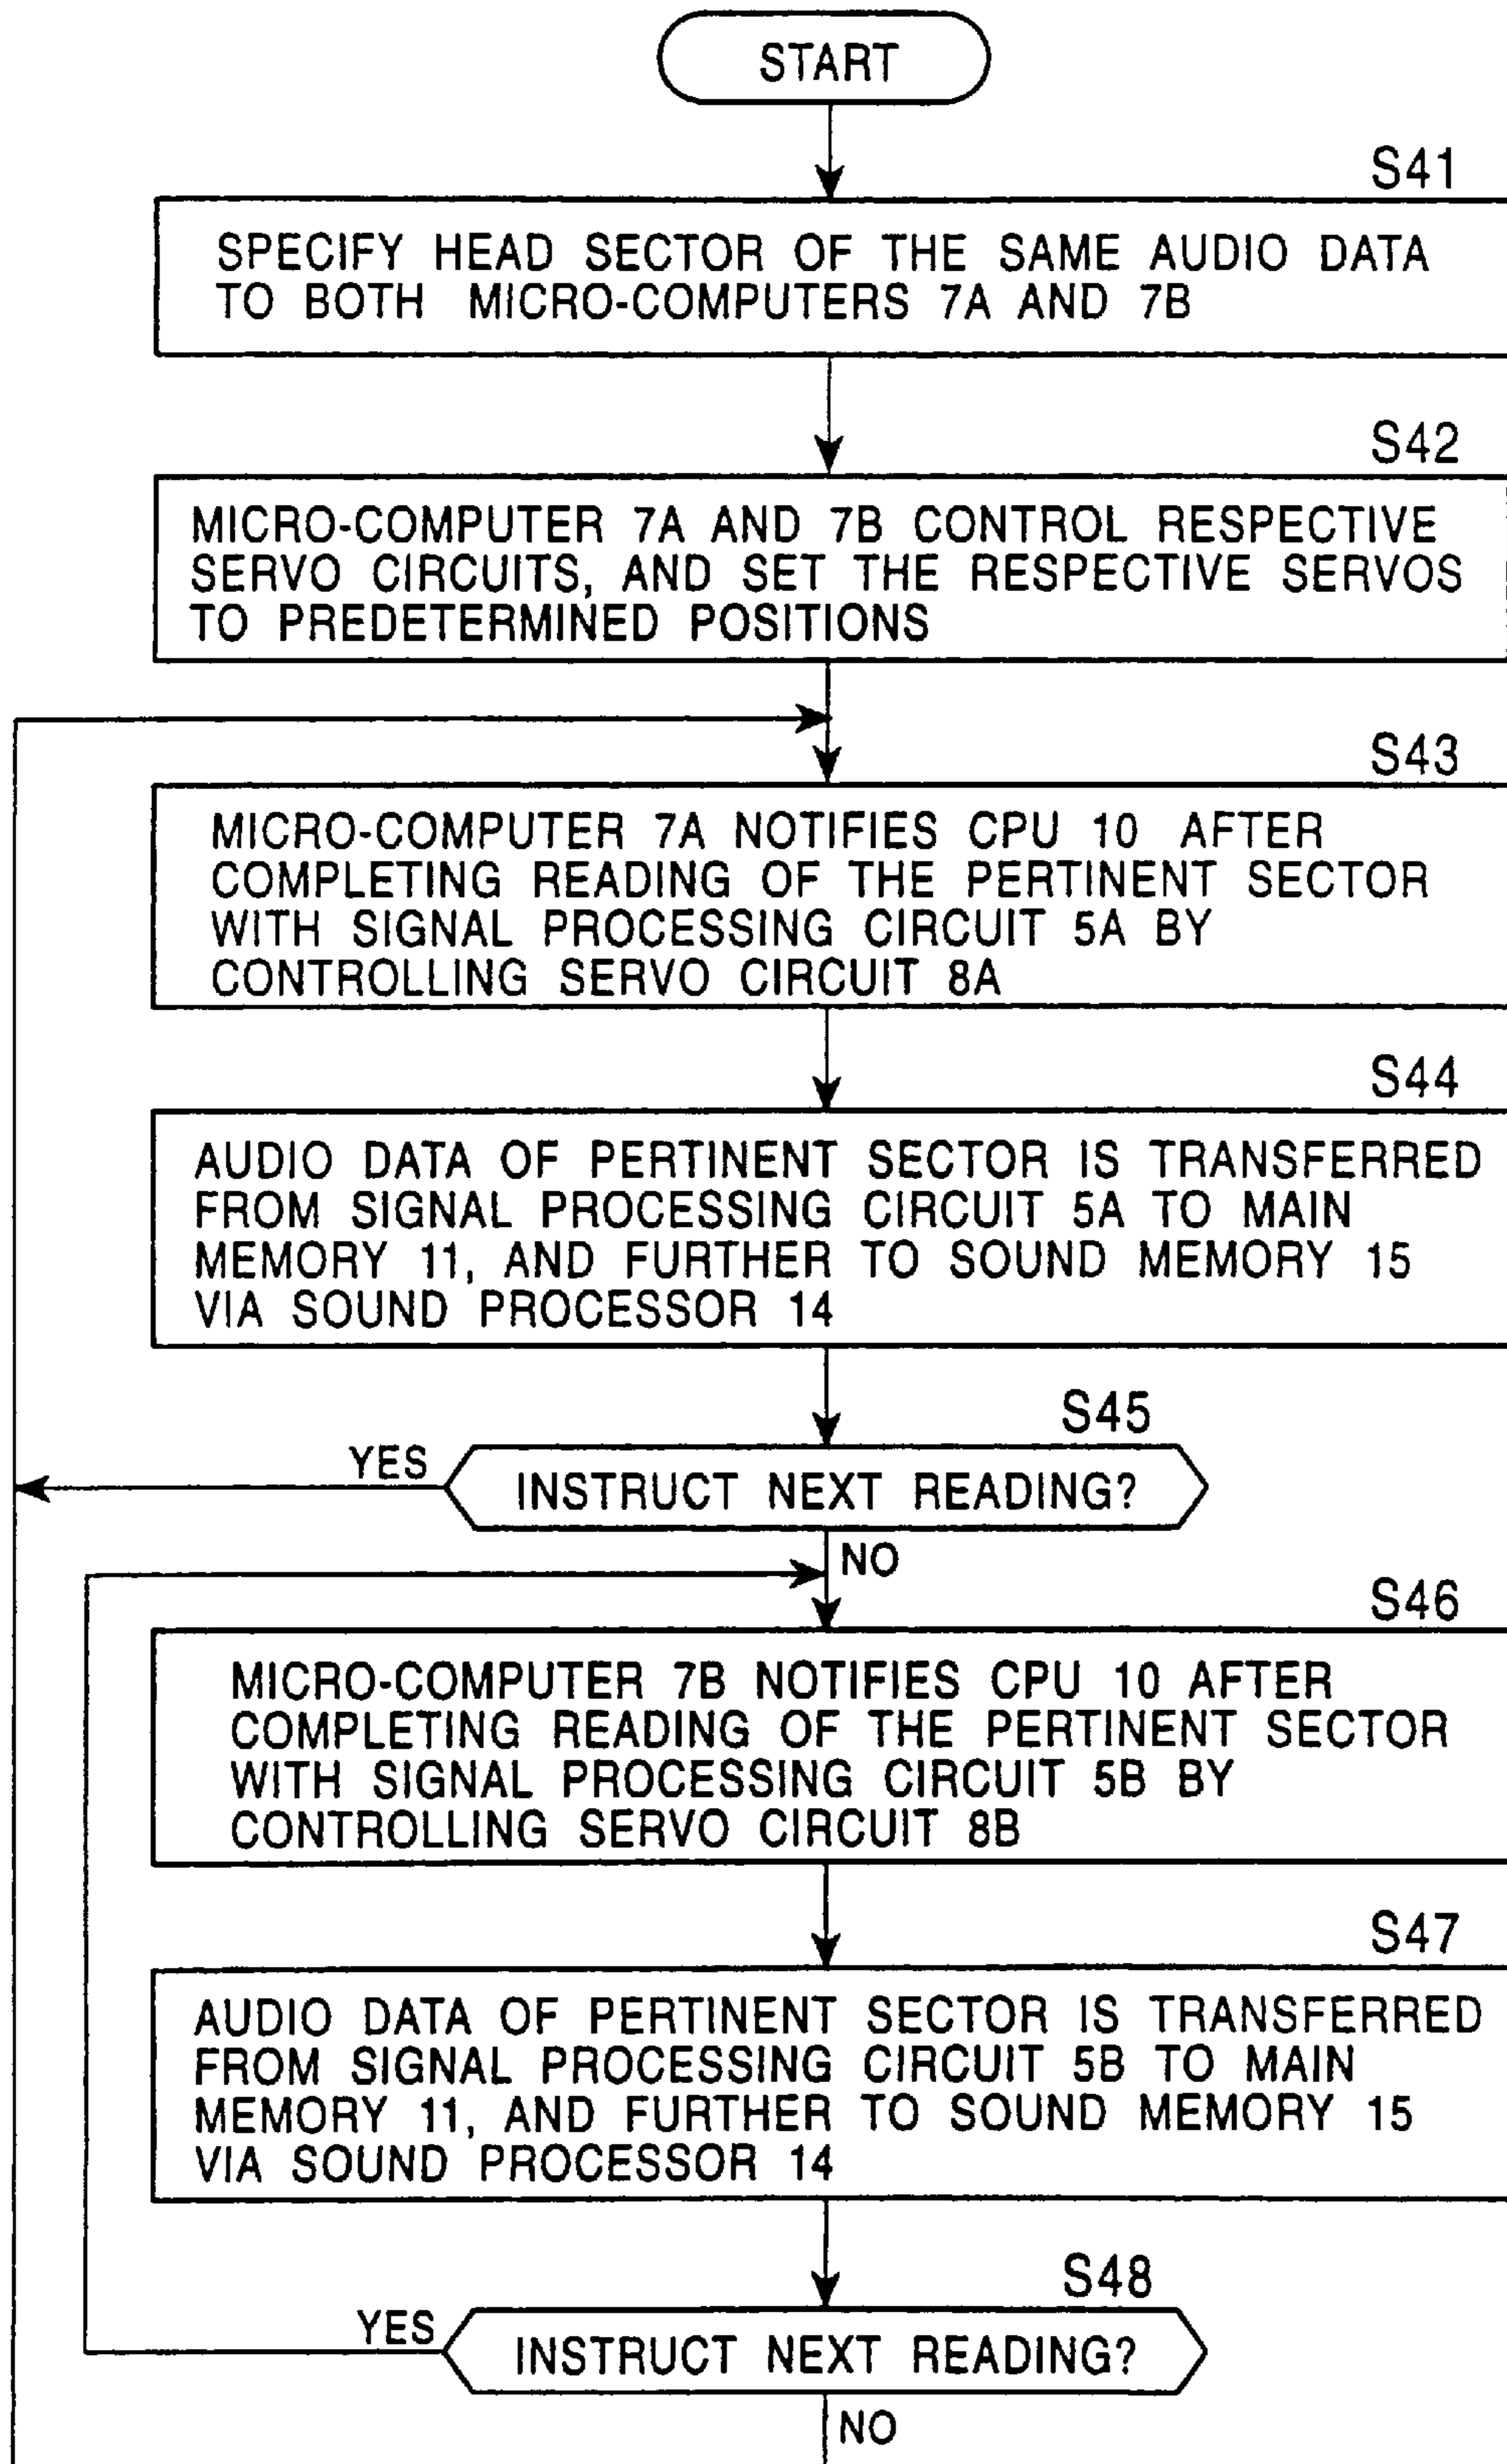 START
S41
SPECIFY HEAD SECTOR OF THE SAME AUDIO DATA
TO BOTH MICRO-COMPUTERS 7A AND 7B
S42
MICRO-COMPUTER 7A AND 7B CONTROL RESPECTIVE
SERVO CIRCUITS, AND SET THE RESPECTIVE SERVOS
TO PREDETERMINED POSITIONS
S43
MICRO-COMPUTER 7A NOTIFIES CPU 10 AFTER
COMPLETING READING OF THE PERTINENT SECTOR
WITH SIGNAL PROCESSING CIRCUIT 5A BY
CONTROLLING SERVO CIRCUIT 8A
S44
AUDIO DATA OF PERTINENT SECTOR IS TRANSFERRED
FROM SIGNAL PROCESSING CIRCUIT 5A TO MAIN
MEMORY 11, AND FURTHER TO SOUND MEMORY 15
VIA SOUND PROCESSOR 14
S45
YES
INSTRUCT NEXT READING?
NO
S46
MICRO-COMPUTER 7B NOTIFIES CPU 10 AFTER
COMPLETING READING OF THE PERTINENT SECTOR
WITH SIGNAL PROCESSING CIRCUIT 5B BY
CONTROLLING SERVO CIRCUIT 8B
S47
AUDIO DATA OF PERTINENT SECTOR IS TRANSFERRED
FROM SIGNAL PROCESSING CIRCUIT 5B TO MAIN
MEMORY 11, AND FURTHER TO SOUND MEMORY 15
VIA SOUND PROCESSOR 14
S48
YES
INSTRUCT NEXT READING?
NO